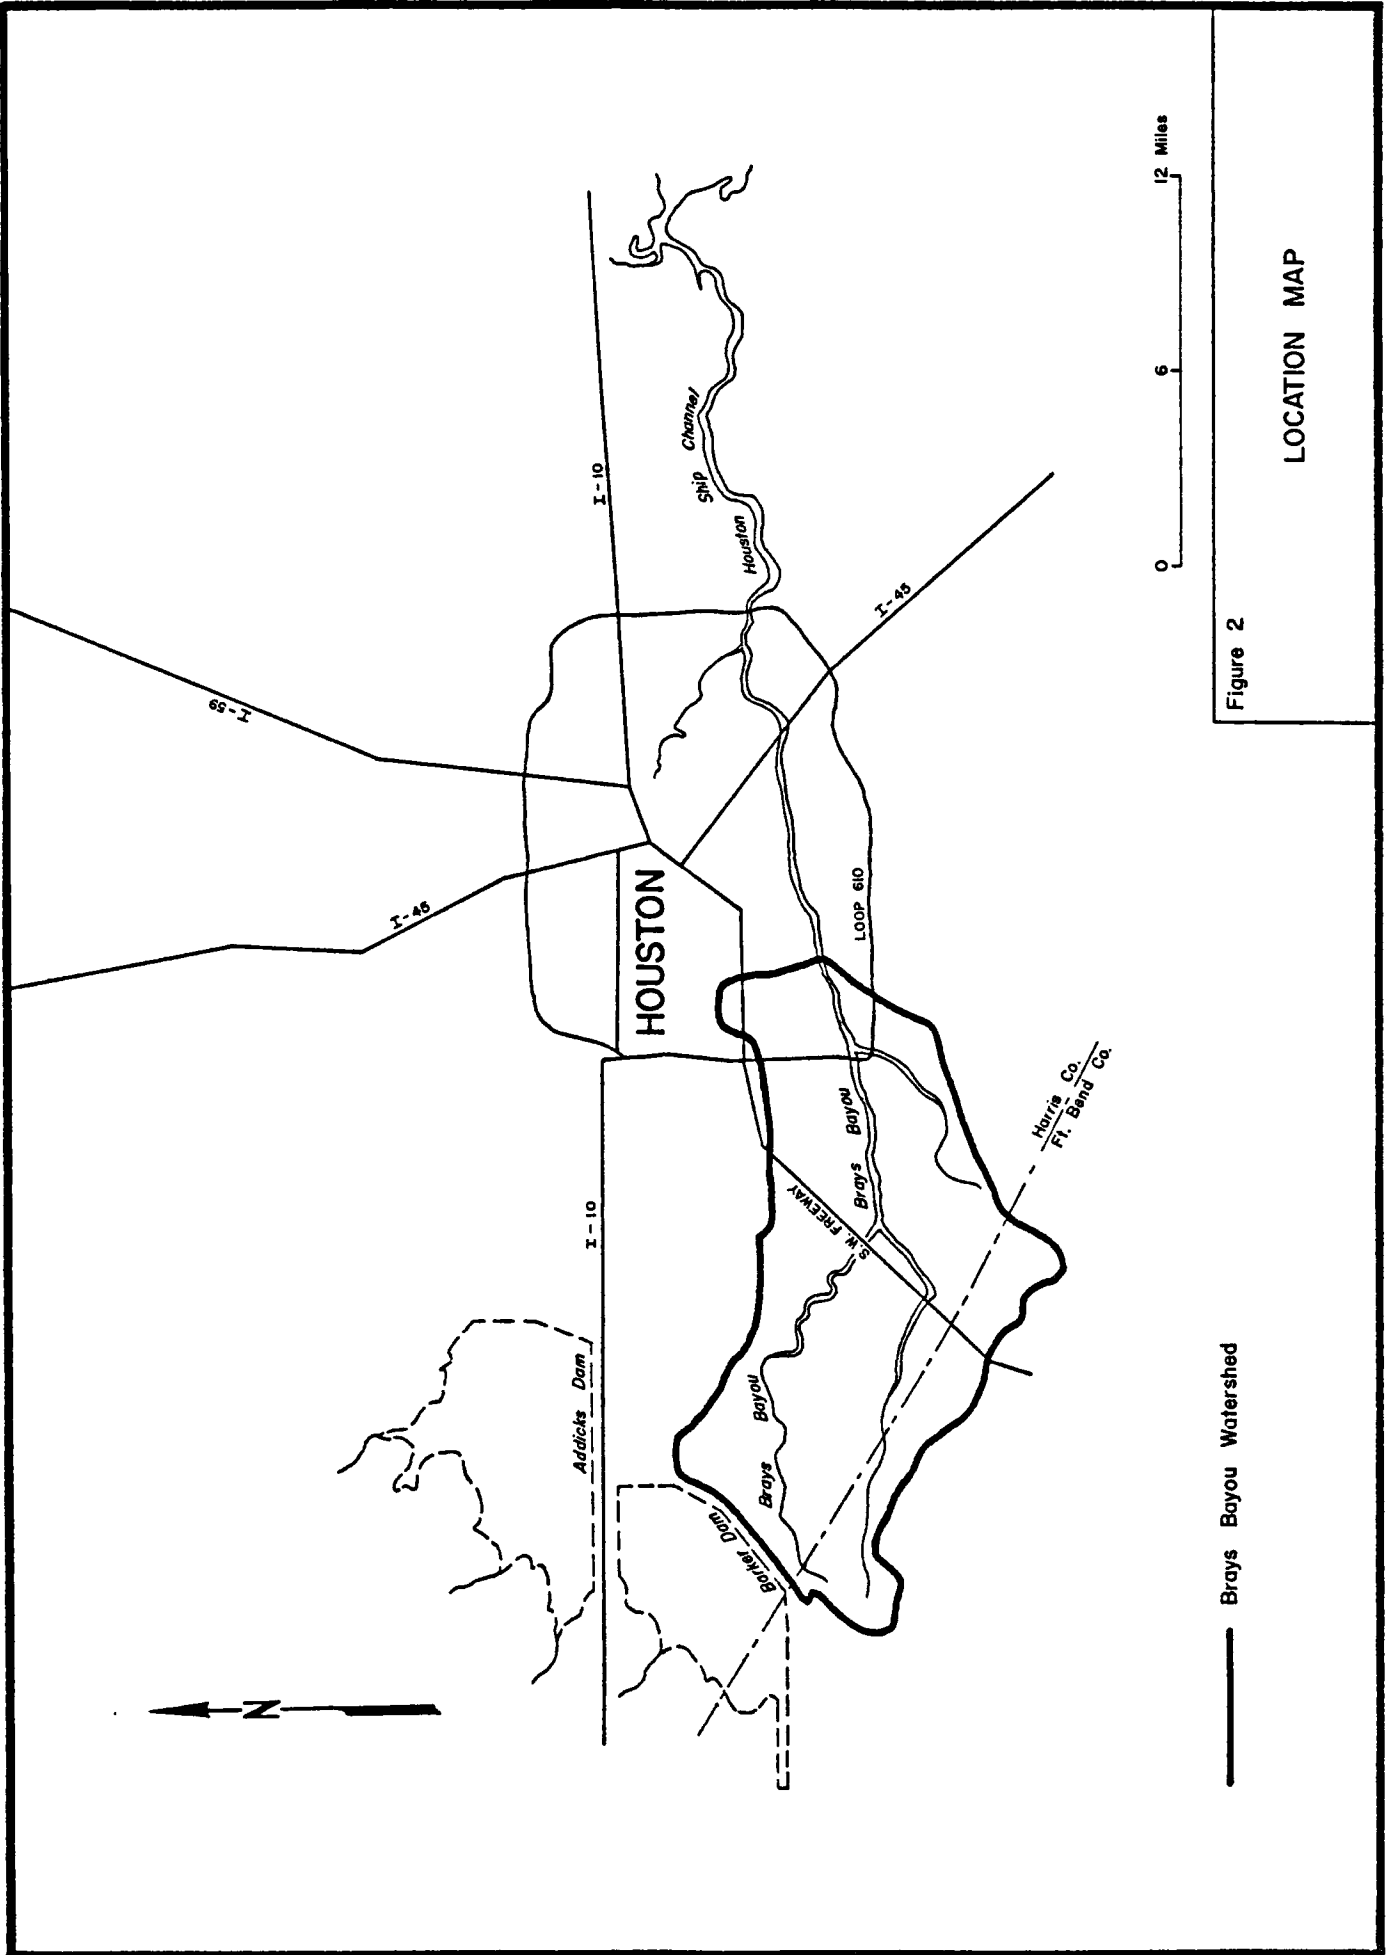 N
I-59
I-45
I-10
HOUSTON
Houston Ship Channel
I-45
LOOP 610
I-10
Addicks Dam
Barker Dam
S.W. FREEWAY
Brays Bayou
Brays Bayou
Harris Co.
Ft. Bend Co.
Brays Bayou Watershed
0 6 12 Miles
Figure 2
LOCATION MAP